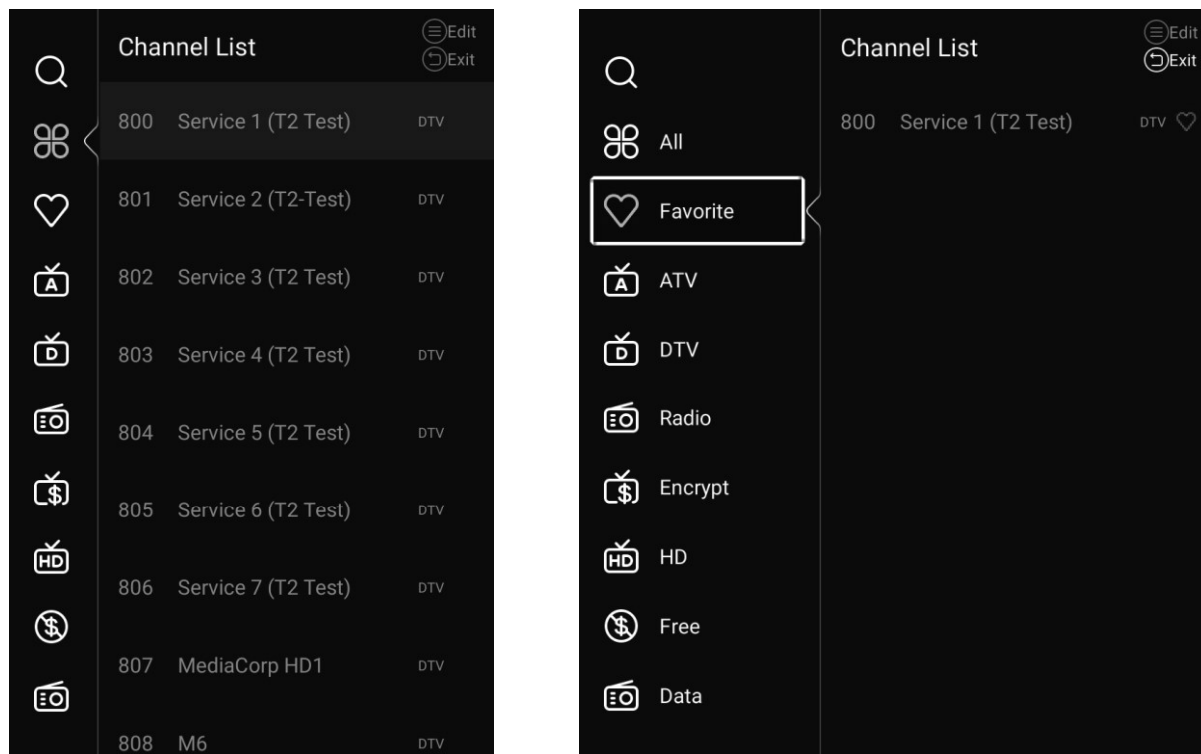 Channel List
Edit
Exit
800 Service 1 (T2 Test) DTV
801 Service 2 (T2-Test) DTV
802 Service 3 (T2 Test) DTV
803 Service 4 (T2 Test) DTV
804 Service 5 (T2 Test) DTV
805 Service 6 (T2 Test) DTV
806 Service 7 (T2 Test) DTV
807 MediaCorp HD1 DTV
808 M6 DTV
A
D
$
HD
$
Channel List
Edit
Exit
800 Service 1 (T2 Test) DTV
All
Favorite
A ATV
D DTV
Radio
$ Encrypt
HD HD
$ Free
Data